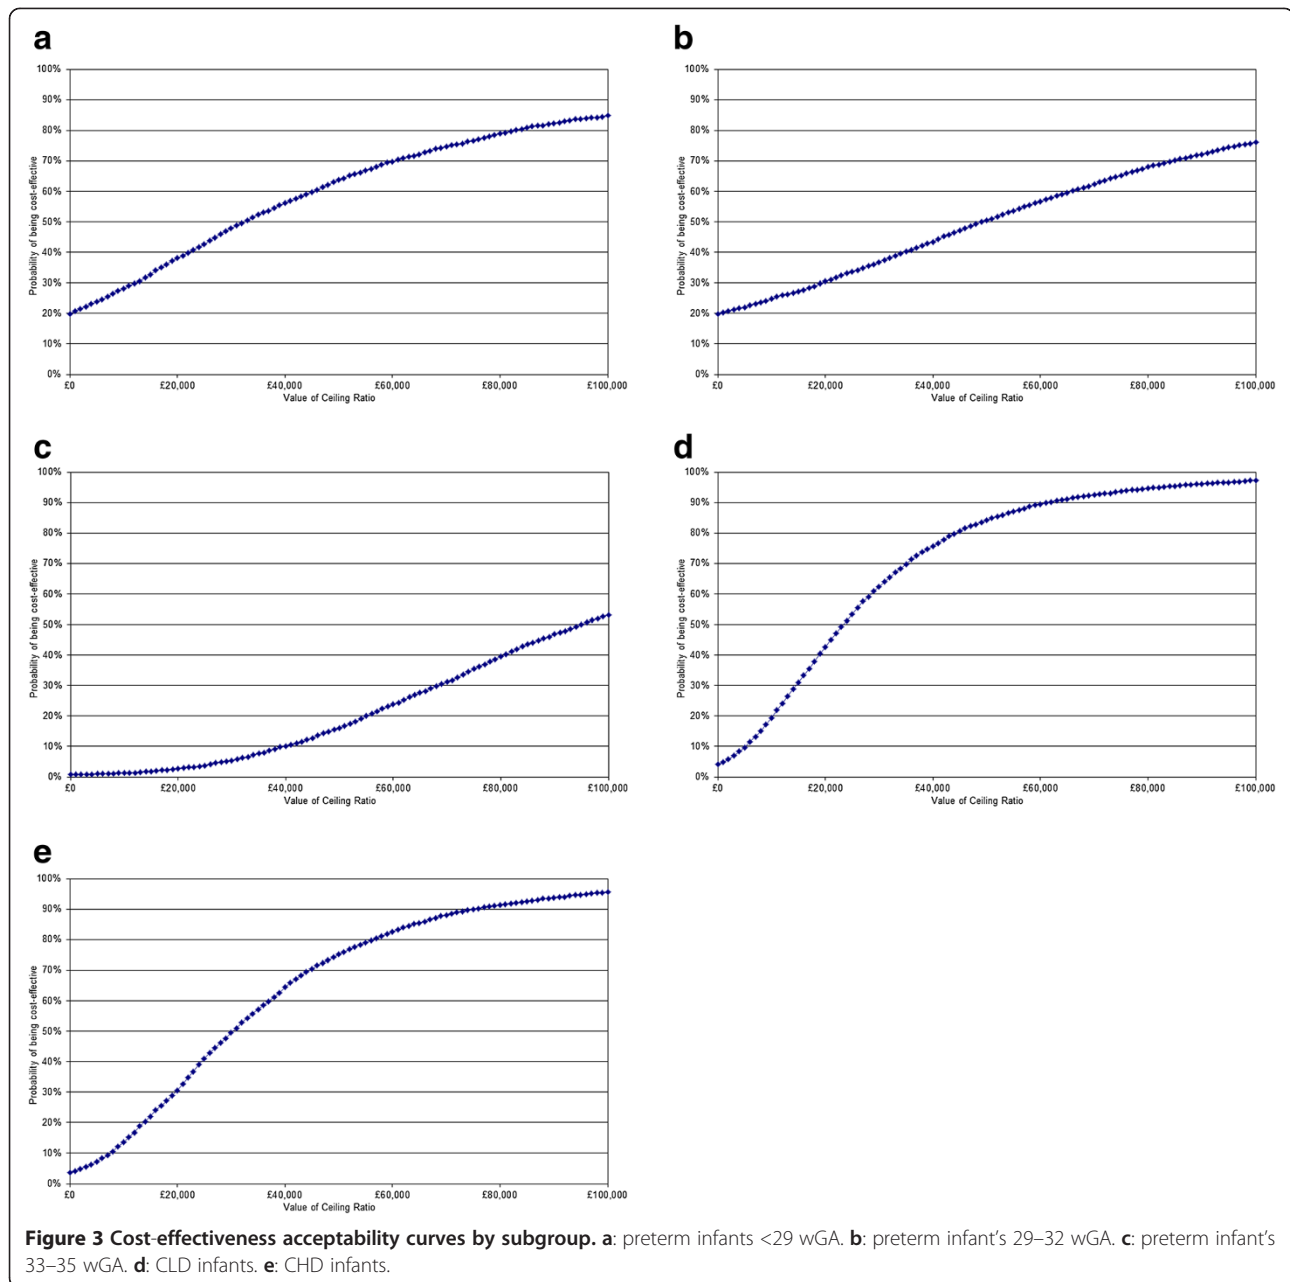 a
100%
90%
80%
70%
60%
50%
40%
30%
20%
10%
0%
Probability of being cost-effective
£0 £20,000 £40,000 £60,000 £80,000 £100,000
Value of Ceiling Ratio
b
100%
90%
80%
70%
60%
50%
40%
30%
20%
10%
0%
Probability of being cost-effective
£0 £20,000 £40,000 £60,000 £80,000 £100,000
Value of Ceiling Ratio
c
100%
90%
80%
70%
60%
50%
40%
30%
20%
10%
0%
Probability of being cost-effective
£0 £20,000 £40,000 £60,000 £80,000 £100,000
Value of Ceiling Ratio
d
100%
90%
80%
70%
60%
50%
40%
30%
20%
10%
0%
Probability of being cost-effective
£0 £20,000 £40,000 £60,000 £80,000 £100,000
Value of Ceiling Ratio
e
100%
90%
80%
70%
60%
50%
40%
30%
20%
10%
0%
Probability of being cost-effective
£0 £20,000 £40,000 £60,000 £80,000 £100,000
Value of Ceiling Ratio
Figure 3 Cost-effectiveness acceptability curves by subgroup. a: preterm infants <29 wGA. b: preterm infant's 29–32 wGA. c: preterm infant's
33–35 wGA. d: CLD infants. e: CHD infants.